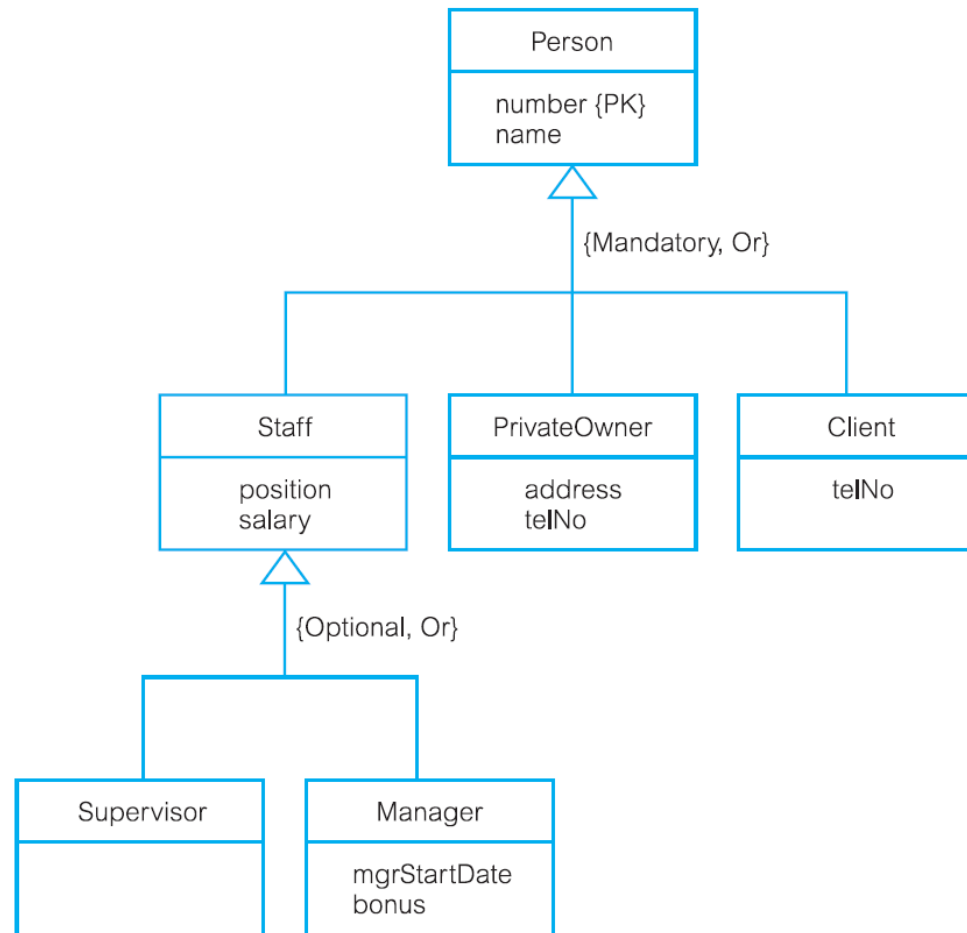 Person
number {PK}
name
{Mandatory, Or}
Staff
position
salary
PrivateOwner
address
telNo
Client
telNo
{Optional, Or}
Supervisor
Manager
mgrStartDate
bonus